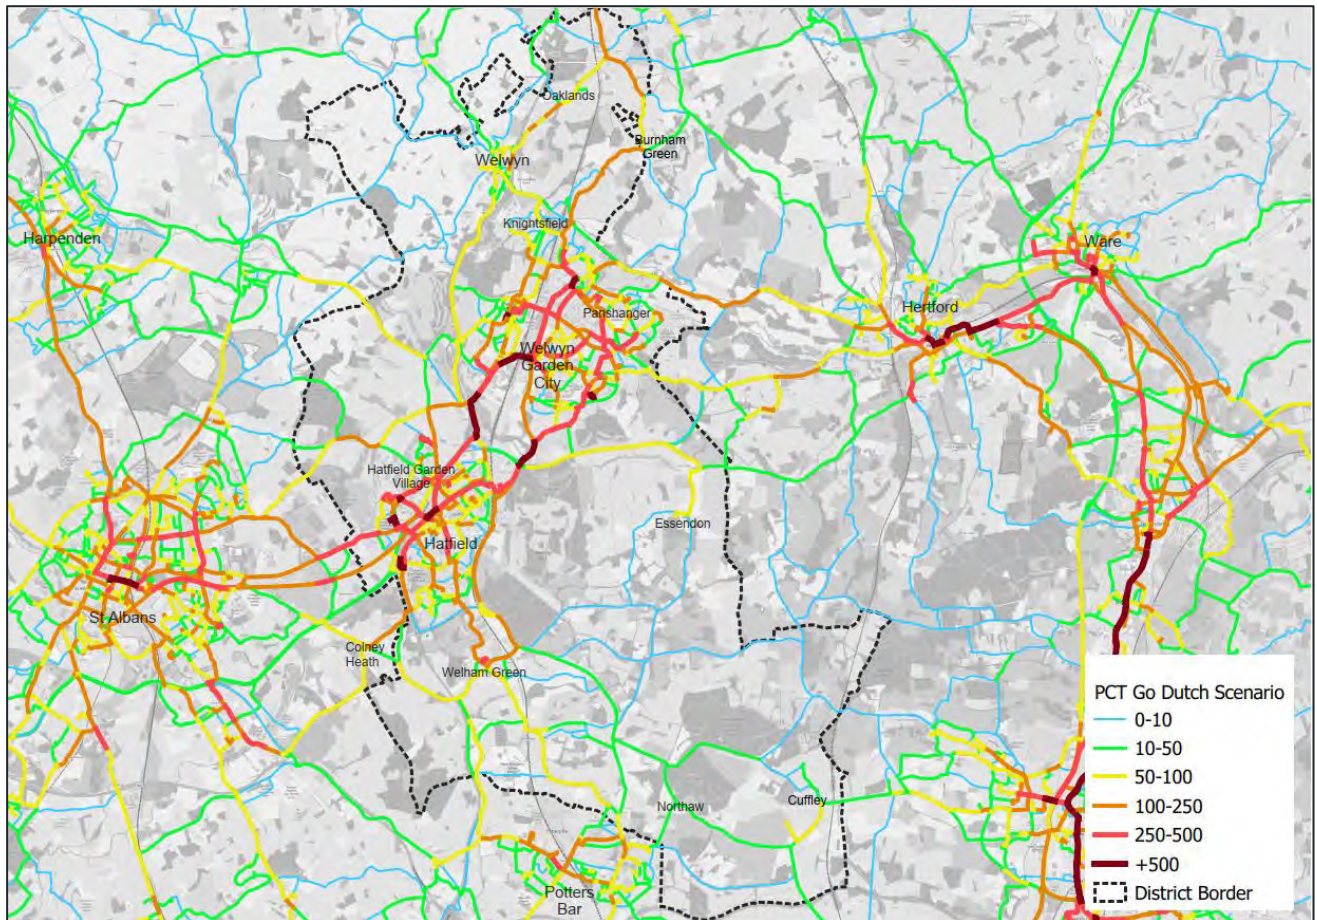 Oaklands
Burnham
Green
Welwyn
Knightsfield
Harpenden
Ware
Panshanger
Hertford
Welwyn
Garden
City
Hatfield Garden
Village
Essendon
Hatfield
St Albans
Colney
Heath
Welham Green
Northaw
Cuffley
Potters
Bar
PCT Go Dutch Scenario
0-10
10-50
50-100
100-250
250-500
+500
District Border